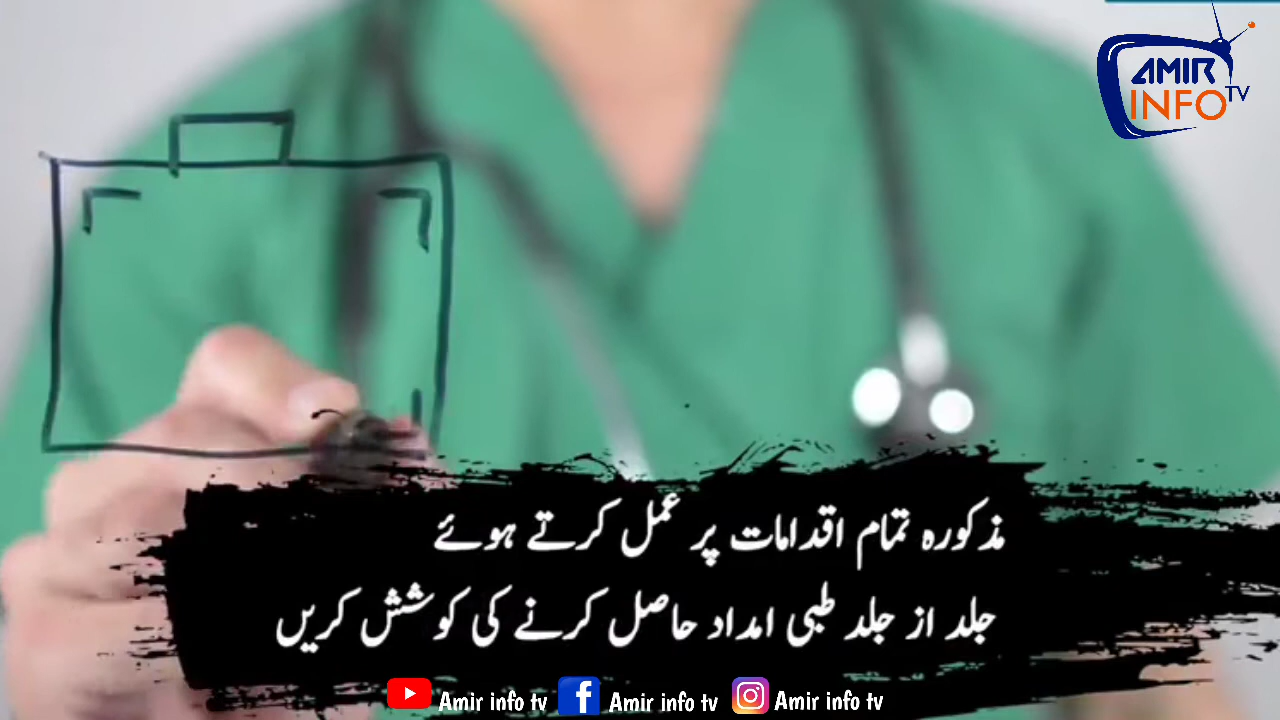 AMIR
INFO TV
مذکورہ تمام اقدامات پر عمل کرتے ہوئے
جلد از جلد طبی امداد حاصل کرنے کی کوشش کریں
Amir info tv Amir info tv Amir info tv